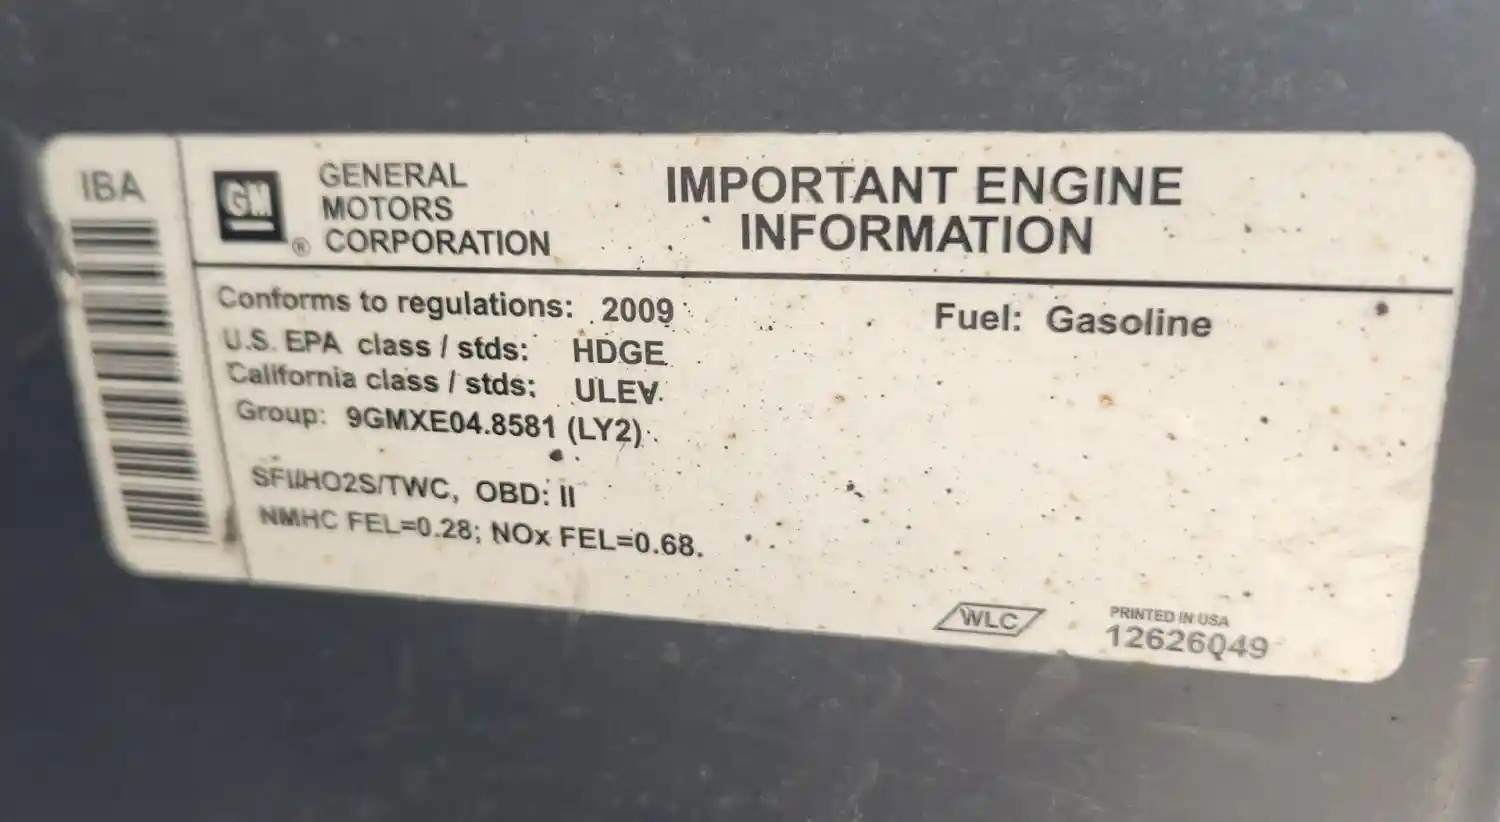 IBA
GM
®
GENERAL
MOTORS
CORPORATION
IMPORTANT ENGINE
INFORMATION
Conforms to regulations: 2009
Fuel: Gasoline
U.S. EPA class / stds: HDGE
California class / stds: ULEV
Group: 9GMXE04.8581 (LY2)
SFI/HO2S/TWC, OBD: II
NMHC FEL=0.28; NOx FEL=0.68.
WLC
PRINTED IN USA
12626049